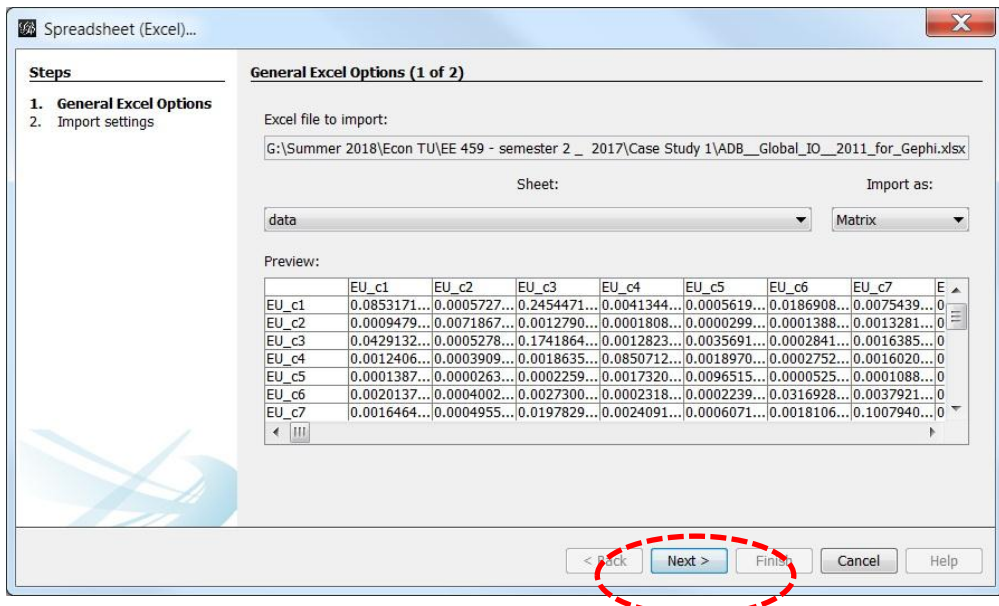 Spreadsheet (Excel)...
Steps
1. General Excel Options
2. Import settings
General Excel Options (1 of 2)
Excel file to import:
G:\Summer 2018\Econ TU\EE 459 - semester 2 _ 2017\Case Study 1\ADB__Global_IO__2011_for_Gephi.xlsx
Sheet: Import as:
data Matrix
Preview:
EU_c1 EU_c2 EU_c3 EU_c4 EU_c5 EU_c6 EU_c7 E
EU_c1 0.0853171... 0.0005727... 0.2454471... 0.0041344... 0.0005619... 0.0186908... 0.0075439... 0
EU_c2 0.0009479... 0.0071867... 0.0012790... 0.0001808... 0.0000299... 0.0001388... 0.0013281... 0
EU_c3 0.0429132... 0.0005278... 0.1741864... 0.0012823... 0.0035691... 0.0002841... 0.0016385... 0
EU_c4 0.0012406... 0.0003909... 0.0018635... 0.0850712... 0.0018970... 0.0002752... 0.0016020... 0
EU_c5 0.0001387... 0.0000263... 0.0002259... 0.0017320... 0.0096515... 0.0000525... 0.0001088... 0
EU_c6 0.0020137... 0.0004002... 0.0027300... 0.0002318... 0.0002239... 0.0316928... 0.0037921... 0
EU_c7 0.0016464... 0.0004955... 0.0197829... 0.0024091... 0.0006071... 0.0018106... 0.1007940... 0
< Back Next > Finish Cancel Help